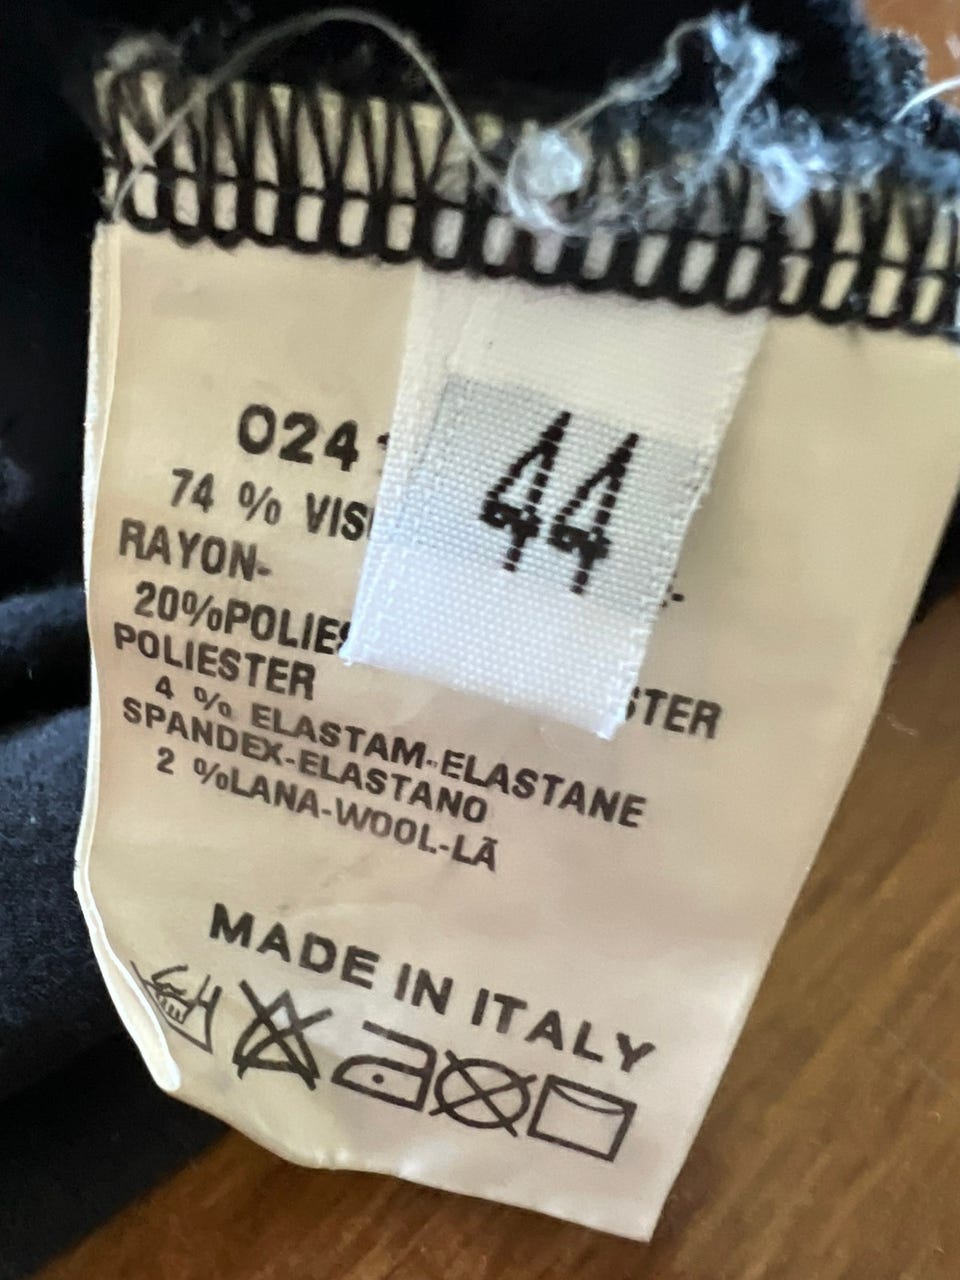 024
44
74 % VIS
RAYON-
20%POLIES
POLIESTER
STER
4 % ELASTAM-ELASTANE
SPANDEX-ELASTANO
2 %LANA-WOOL-LÃ
MADE IN ITALY